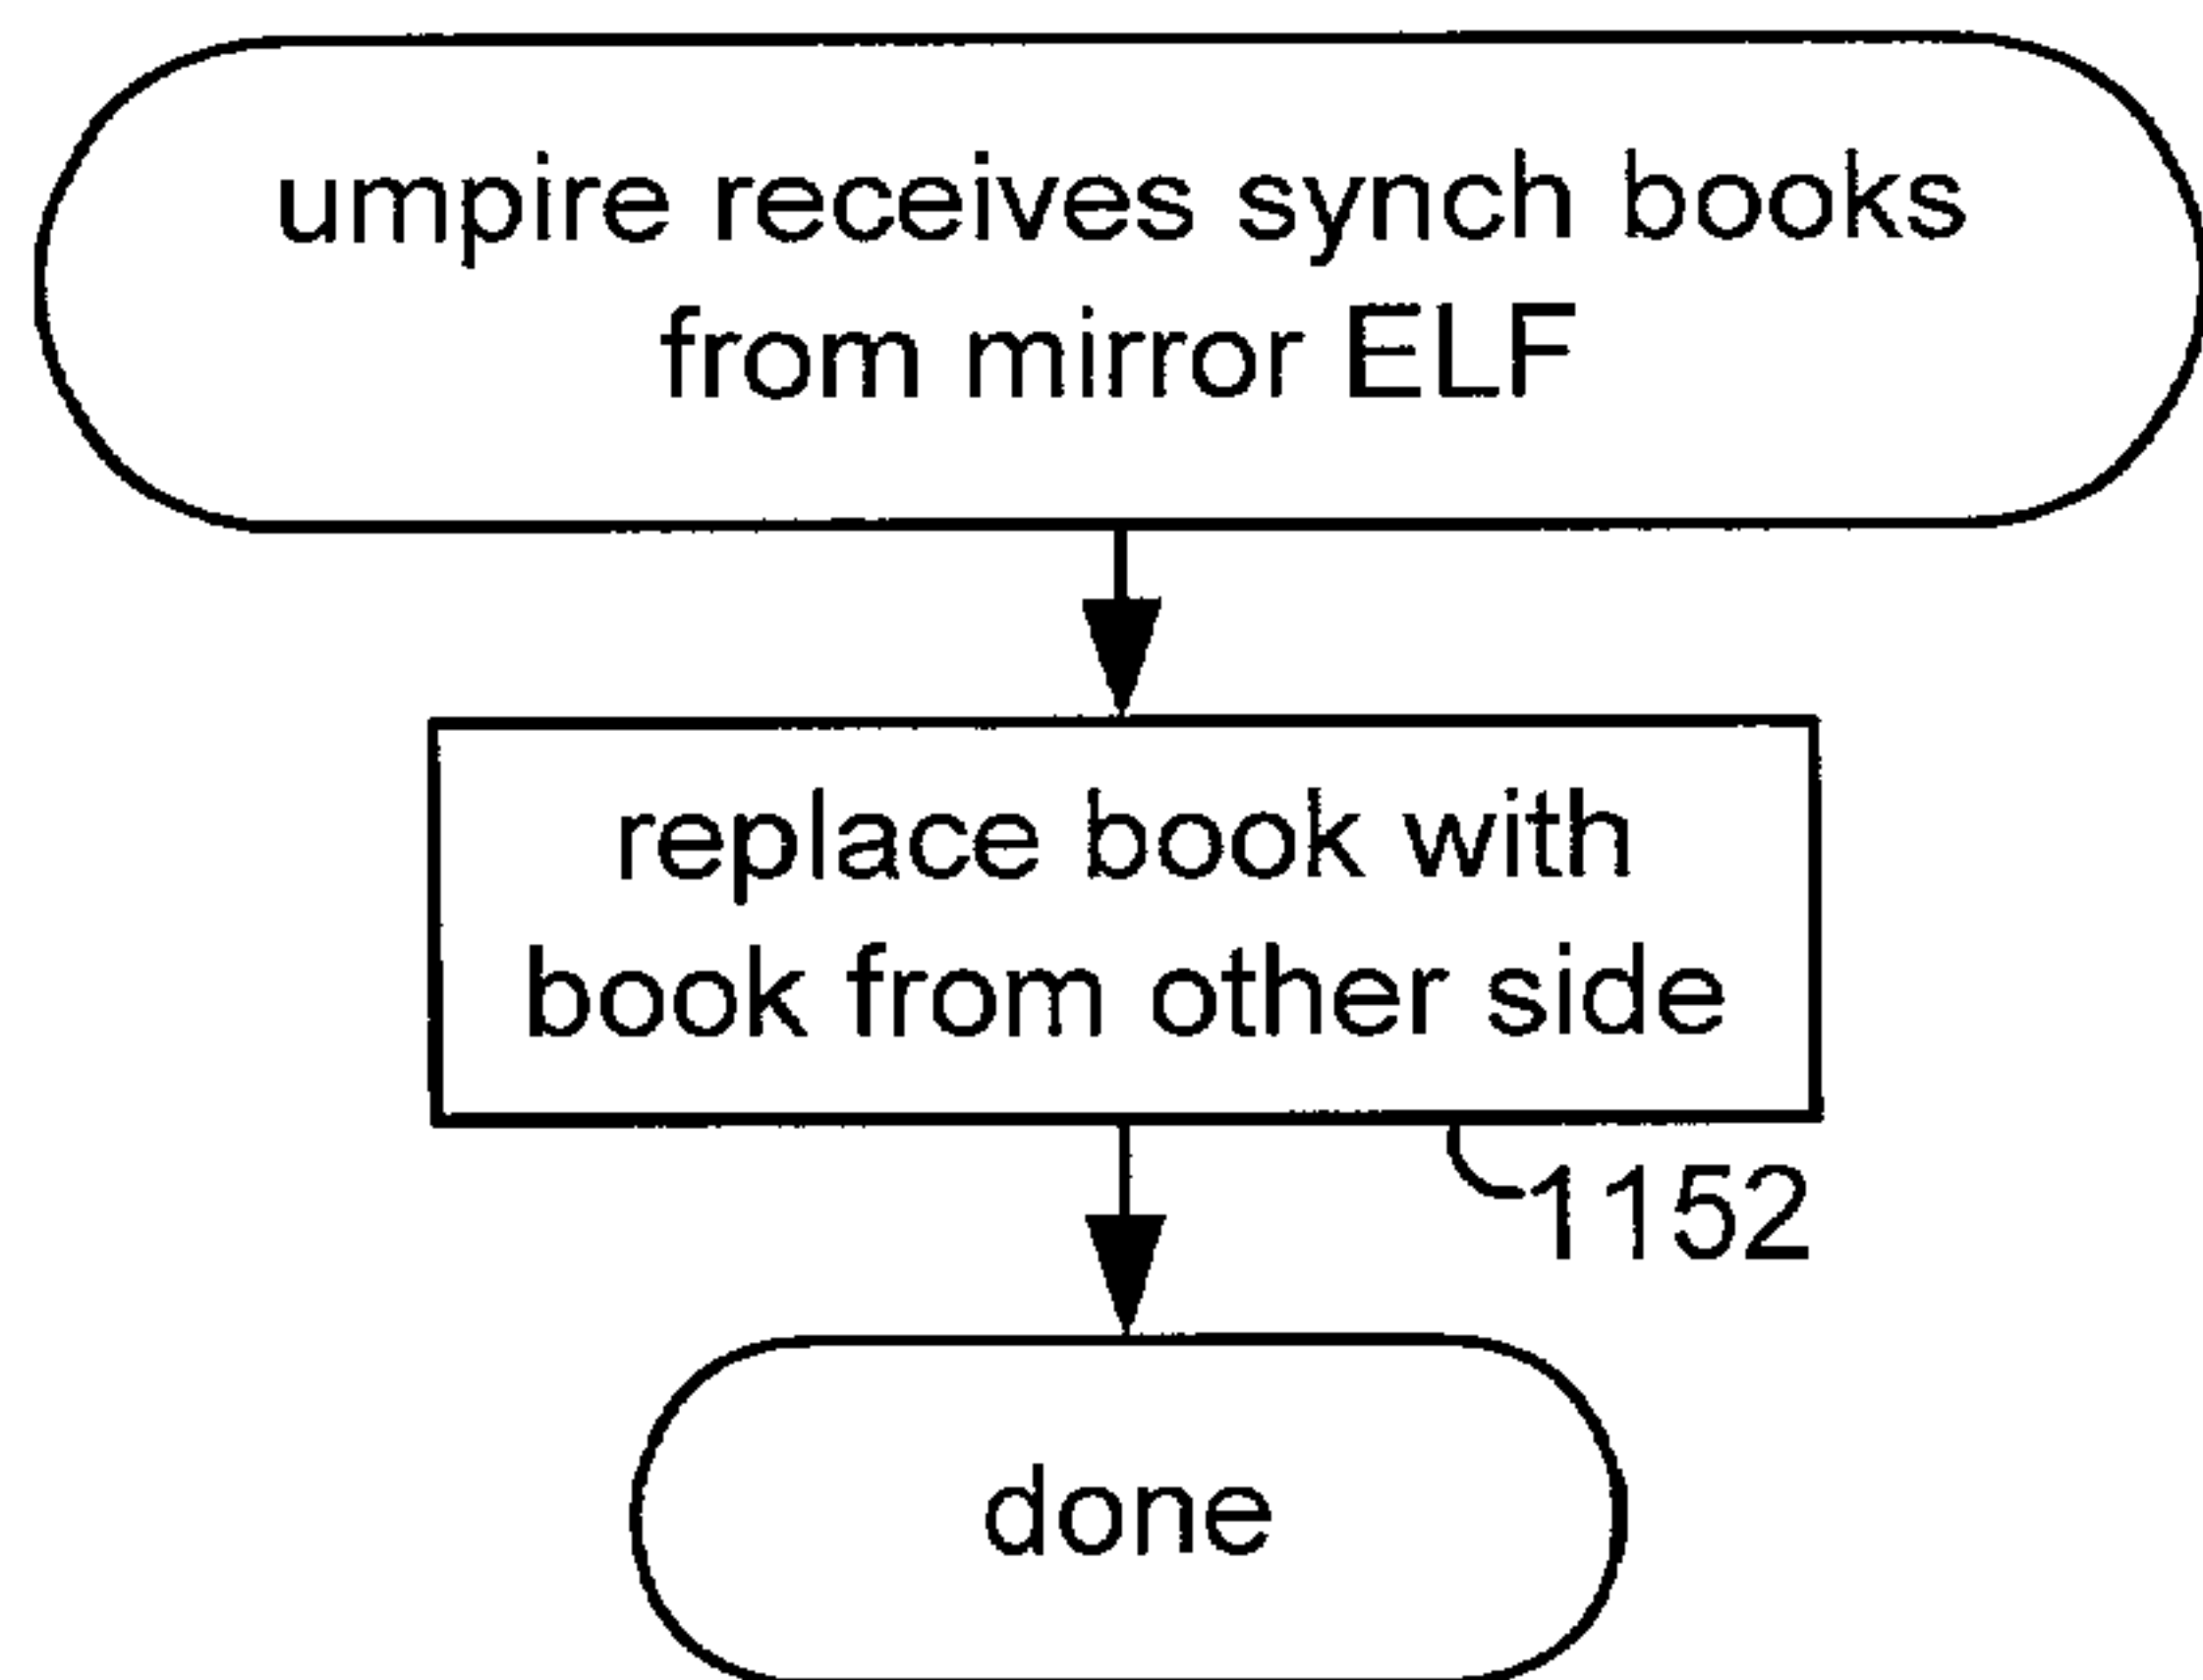 umpire receives synch books
from mirror ELF
replace book with
book from other side
1152
done